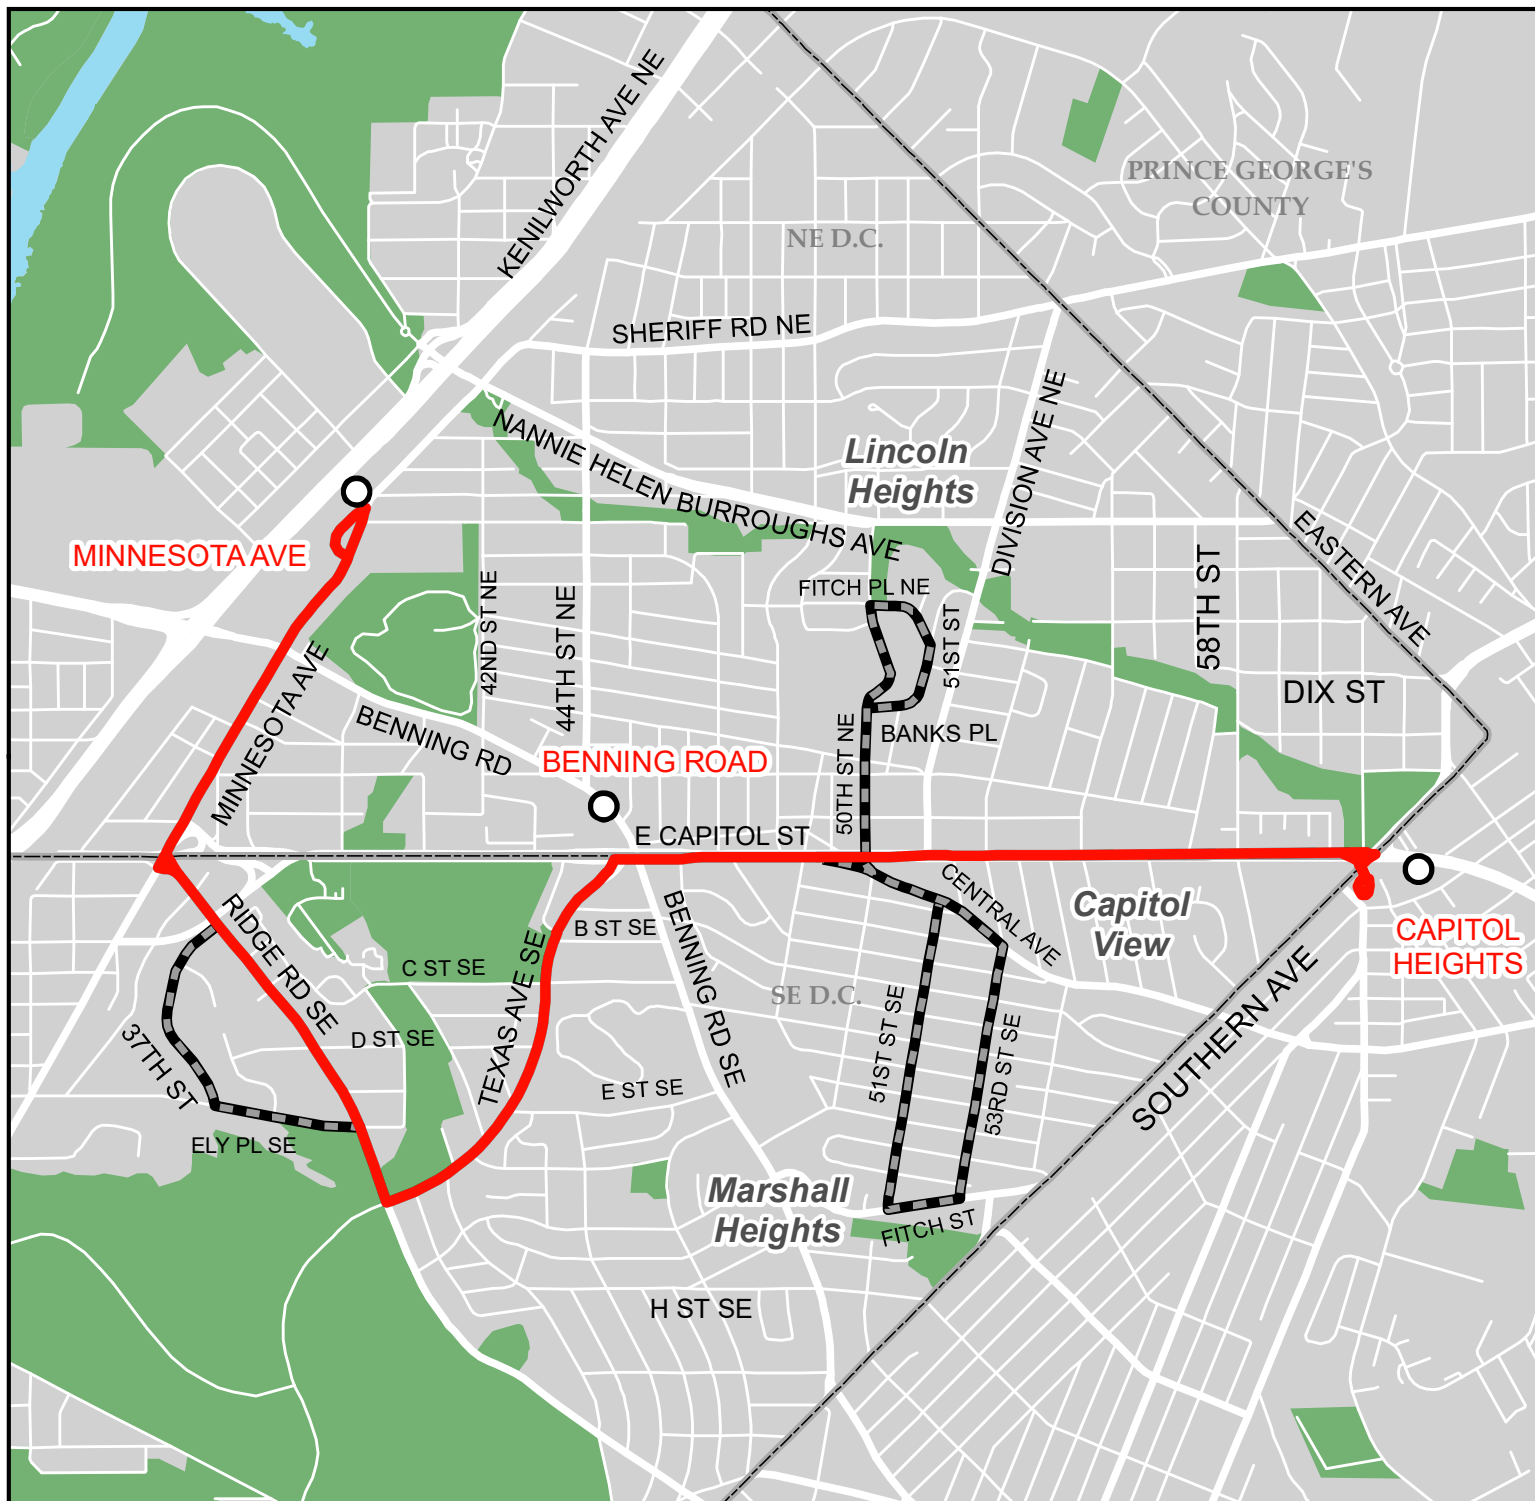 KENILWORTH AVE NE
PRINCE GEORGE'S
COUNTY
NE D.C.
SHERIFF RD NE
NANNIE HELEN BURROUGHS AVE
Lincoln
Heights
DIVISION AVE NE
EASTERN AVE
MINNESOTA AVE
FITCH PL NE
42ND ST NE
44TH ST NE
51ST ST
58TH ST
DIX ST
MINNESOTA AVE
BENNING RD
BENNING ROAD
BANKS PL
50TH ST NE
E CAPITOL ST
CENTRAL AVE
Capitol
View
CAPITOL
HEIGHTS
RIDGE RD SE
B ST SE
BENNING RD SE
C ST SE
TEXAS AVE SE
SE D.C.
SOUTHERN AVE
D ST SE
37TH ST
51ST ST SE
53RD ST SE
E ST SE
ELY PL SE
Marshall
Heights
FITCH ST
H ST SE